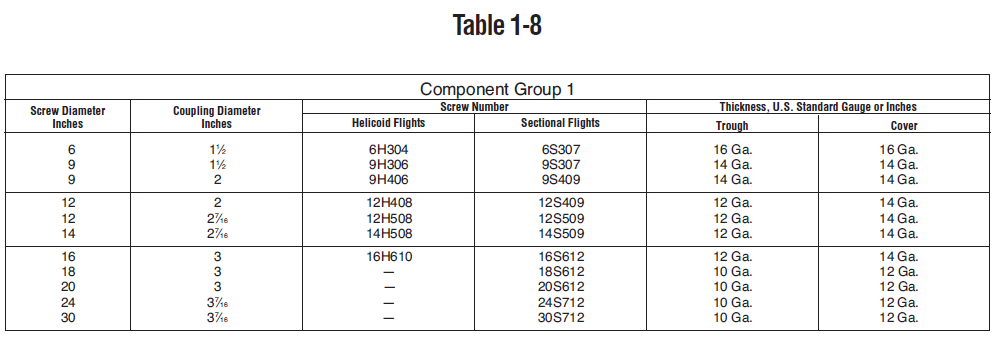 Table 1-8
Component Group 1
Screw Diameter Inches Coupling Diameter Inches Screw Number Thickness, U.S. Standard Gauge or Inches
Helicoid Flights Sectional Flights Trough Cover
6 1½ 6H304 6S307 16 Ga. 16 Ga.
9 1½ 9H306 9S307 14 Ga. 14 Ga.
9 2 9H406 9S409 14 Ga. 14 Ga.
12 2 12H408 12S409 12 Ga. 14 Ga.
12 2⁷⁄₁₆ 12H508 12S509 12 Ga. 14 Ga.
14 2⁷⁄₁₆ 14H508 14S509 12 Ga. 14 Ga.
16 3 16H610 16S612 12 Ga. 14 Ga.
18 3 — 18S612 10 Ga. 12 Ga.
20 3 — 20S612 10 Ga. 12 Ga.
24 3⁷⁄₁₆ — 24S712 10 Ga. 12 Ga.
30 3⁷⁄₁₆ — 30S712 10 Ga. 12 Ga.